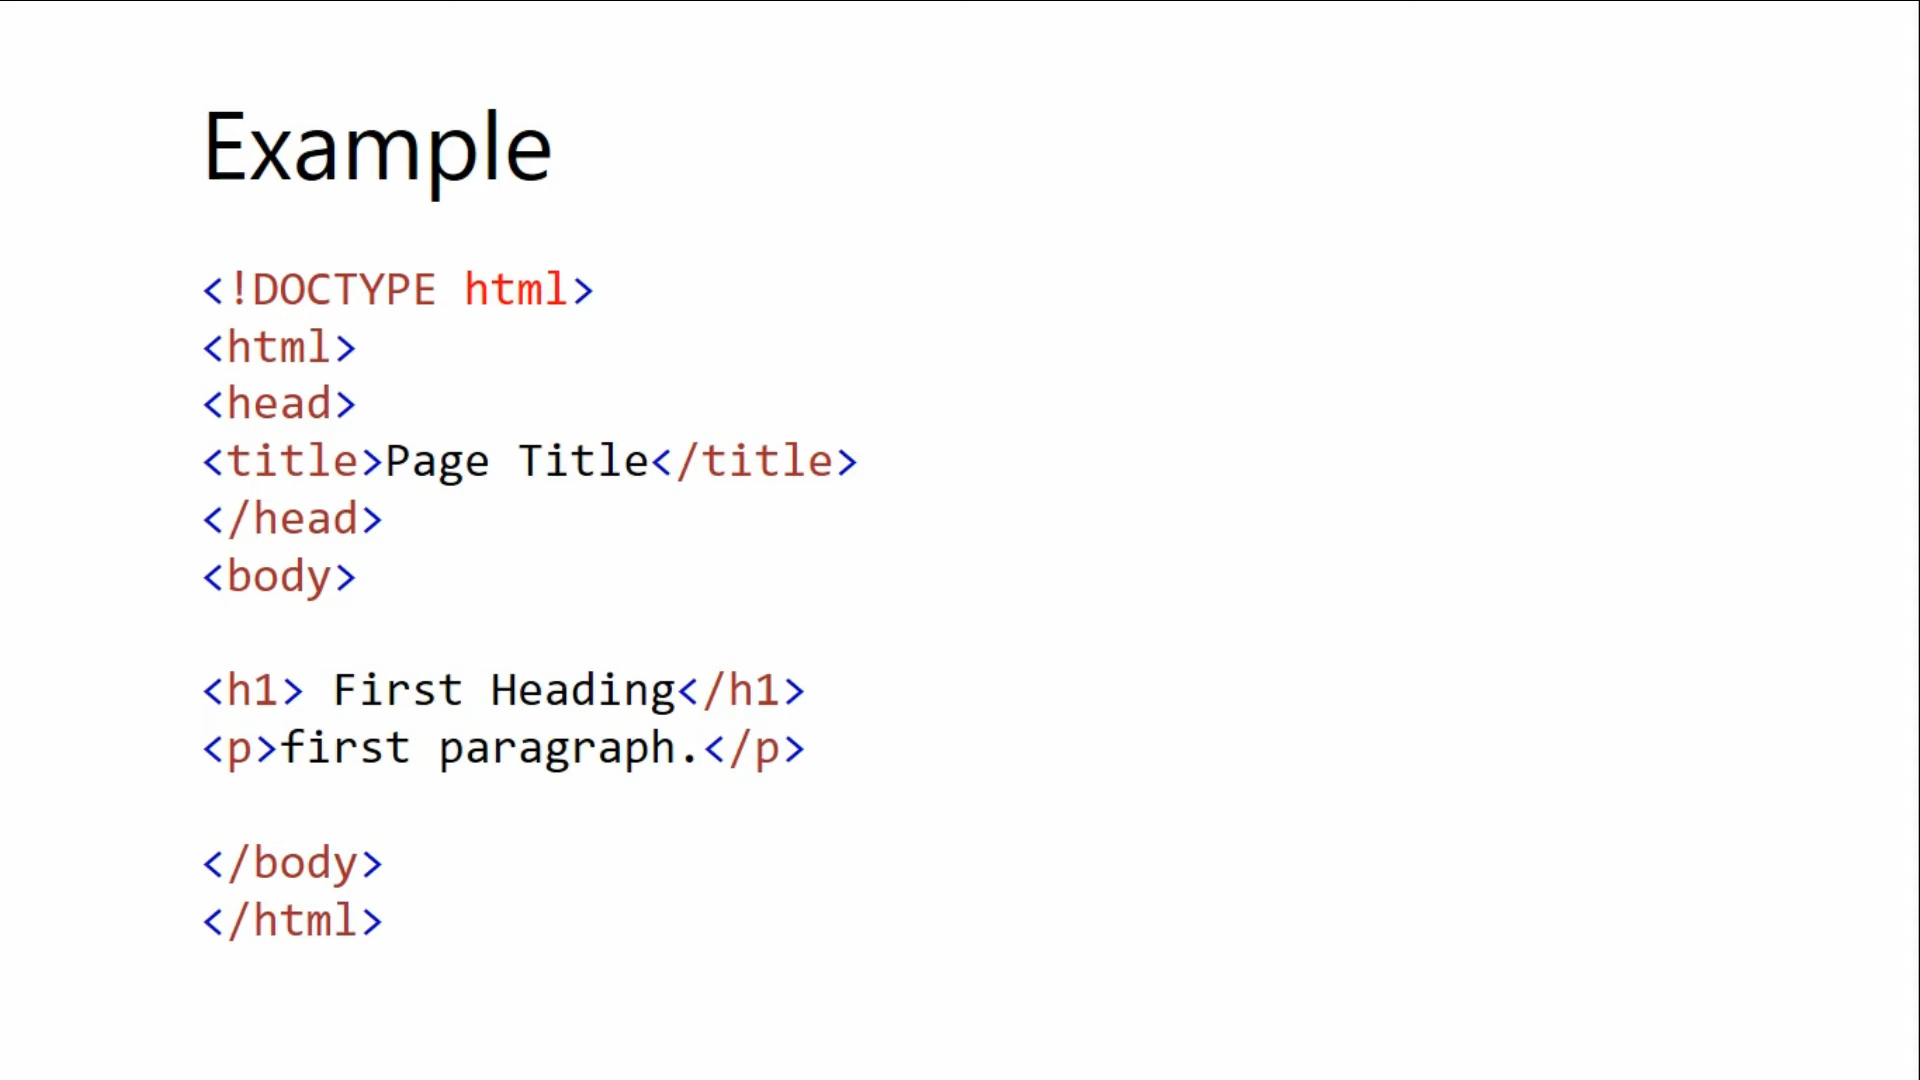 Example
<!DOCTYPE html>
<html>
<head>
<title>Page Title</title>
</head>
<body>
<h1> First Heading</h1>
<p>first paragraph.</p>
</body>
</html>